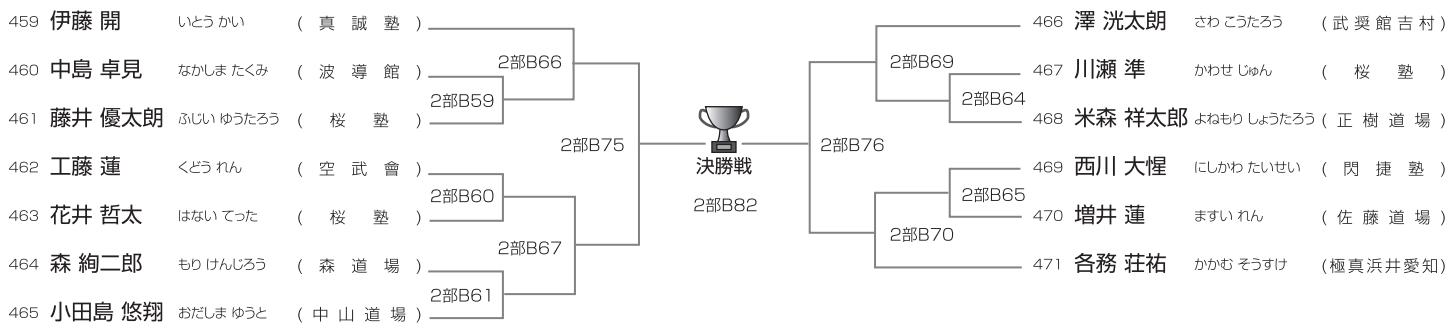 459 伊藤 開 いとう かい (真誠塾)
460 中島 卓見 なかしま たくみ (波導館)
461 藤井 優太朗 ふじい ゆうたろう (桜塾)
462 工藤 蓮 くどう れん (空武會)
463 花井 哲太 はない てった (桜塾)
464 森 絢二郎 もり けんじろう (森道場)
465 小田島 悠翔 おだしま ゆうと (中山道場)
2部B66
2部B59
2部B75
2部B60
2部B67
2部B61
決勝戦
2部B82
2部B69
2部B64
2部B76
2部B65
2部B70
466 澤 洸太朗 さわ こうたろう (武奨館吉村)
467 川瀬 準 かわせ じゅん (桜塾)
468 米森 祥太郎 よねもり しょうたろう (正樹道場)
469 西川 大惺 にしかわ たいせい (閃捷塾)
470 増井 蓮 ますい れん (佐藤道場)
471 各務 荘祐 かかむ そうすけ (極真浜井愛知)